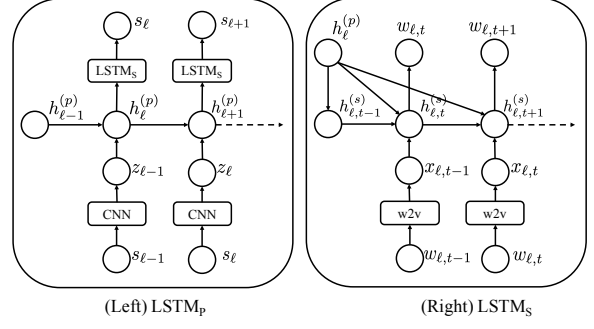 s_ℓ s_{ℓ+1}
LSTM_S LSTM_S
h_{ℓ-1}^{(p)} h_ℓ^{(p)} h_{ℓ+1}^{(p)}
z_{ℓ-1} z_ℓ
CNN CNN
s_{ℓ-1} s_ℓ
(Left) LSTM_P
h_ℓ^{(p)} w_{ℓ,t} w_{ℓ,t+1}
h_{ℓ,t-1}^{(s)} h_{ℓ,t}^{(s)} h_{ℓ,t+1}^{(s)}
x_{ℓ,t-1} x_{ℓ,t}
w2v w2v
w_{ℓ,t-1} w_{ℓ,t}
(Right) LSTM_S